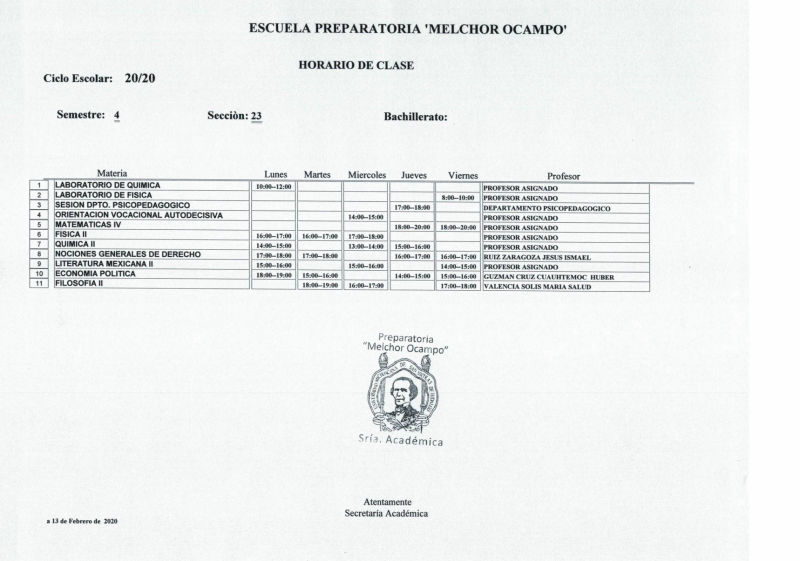 ESCUELA PREPARATORIA 'MELCHOR OCAMPO'
HORARIO DE CLASE
Ciclo Escolar: 20/20
Semestre: 4 Secciòn: 23 Bachillerato:
Materia Lunes Martes Miercoles Jueves Viernes Profesor
1 LABORATORIO DE QUIMICA 10:00--12:00 PROFESOR ASIGNADO
2 LABORATORIO DE FISICA 8:00--10:00 PROFESOR ASIGNADO
3 SESION DPTO. PSICOPEDAGOGICO 17:00--18:00 DEPARTAMENTO PSICOPEDAGOGICO
4 ORIENTACION VOCACIONAL AUTODECISIVA 14:00--15:00 PROFESOR ASIGNADO
5 MATEMATICAS IV 18:00--20:00 18:00--20:00 PROFESOR ASIGNADO
6 FISICA II 16:00--17:00 16:00--17:00 17:00--18:00 PROFESOR ASIGNADO
7 QUIMICA II 14:00--15:00 13:00--14:00 15:00--16:00 PROFESOR ASIGNADO
8 NOCIONES GENERALES DE DERECHO 17:00--18:00 17:00--18:00 16:00--17:00 16:00--17:00 RUIZ ZARAGOZA JESUS ISMAEL
9 LITERATURA MEXICANA II 15:00--16:00 15:00--16:00 14:00--15:00 PROFESOR ASIGNADO
10 ECONOMIA POLITICA 18:00--19:00 15:00--16:00 14:00--15:00 15:00--16:00 GUZMAN CRUZ CUAUHTEMOC HUBER
11 FILOSOFIA II 18:00--19:00 16:00--17:00 17:00--18:00 VALENCIA SOLIS MARIA SALUD
Preparatoria
"Melchor Ocampo"
Sría. Académica
Atentamente
Secretaría Académica
a 13 de Febrero de 2020